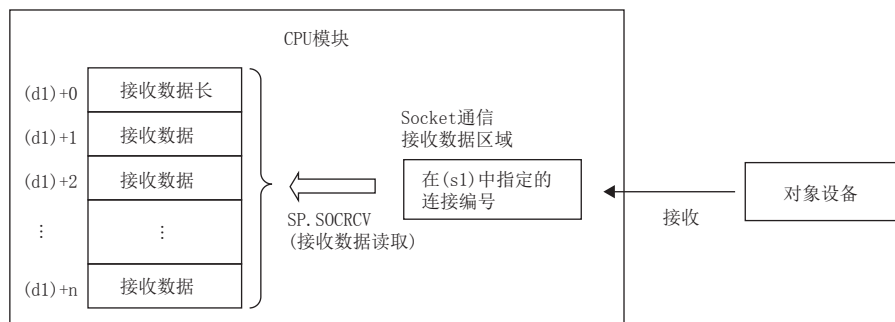 CPU模块
(d1)+0 接收数据长
(d1)+1 接收数据
(d1)+2 接收数据
⋮ ⋮
(d1)+n 接收数据
SP.SOCRCV
(接收数据读取)
Socket通信
接收数据区域
在(s1)中指定的
连接编号
接收
对象设备